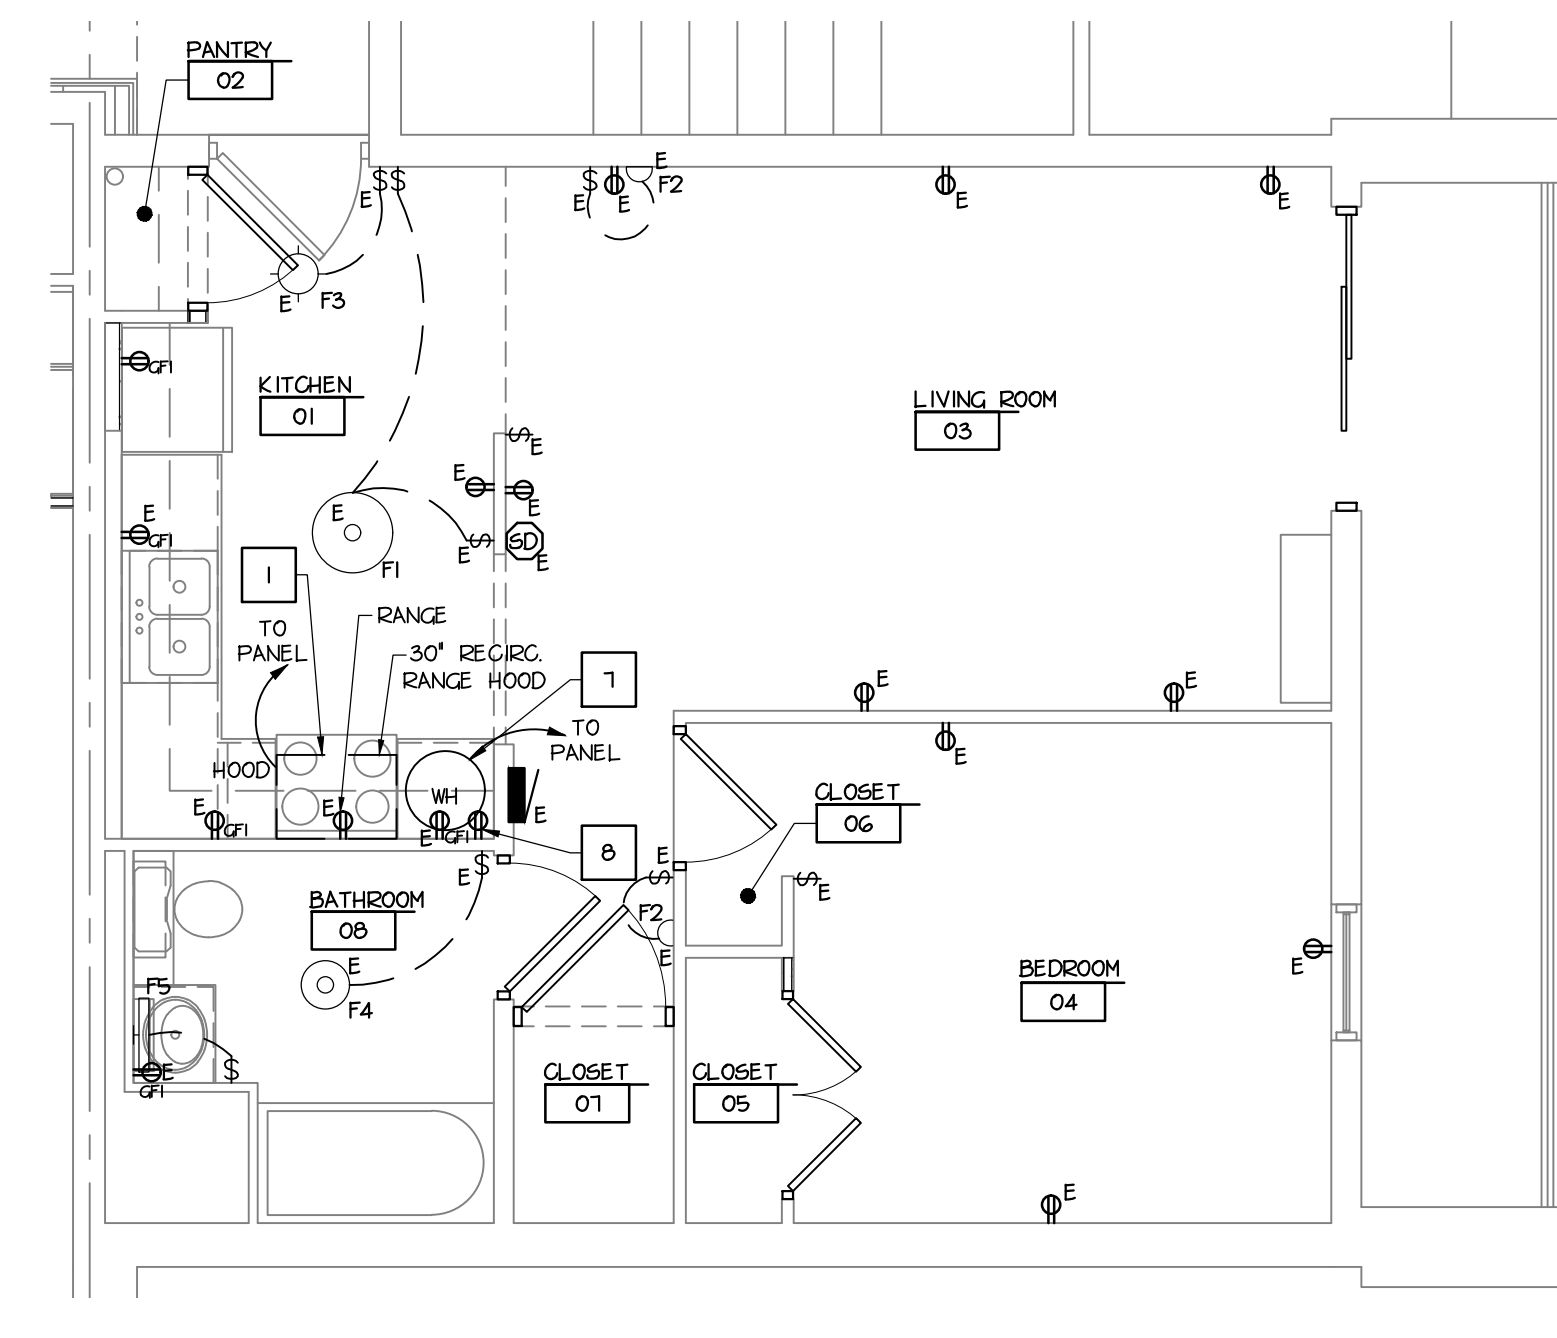 PANTRY
02
E
F2
$
$$
E
E
E
E
E
E
F3
GFI
KITCHEN
01
LIVING ROOM
03
S
E
E
E
E
GFI
E
F1
E
S
SD
E
1
RANGE
TO
PANEL
30" RECIRC.
RANGE HOOD
7
E
E
TO
PANEL
E
HOOD
WH
CLOSET
06
E
GFI
E
E
GFI
E
8
$
E
E
S
S
E
BATHROOM
08
F2
E
E
F4
E
BEDROOM
04
F5
E
GFI
$
CLOSET
07
CLOSET
05
E